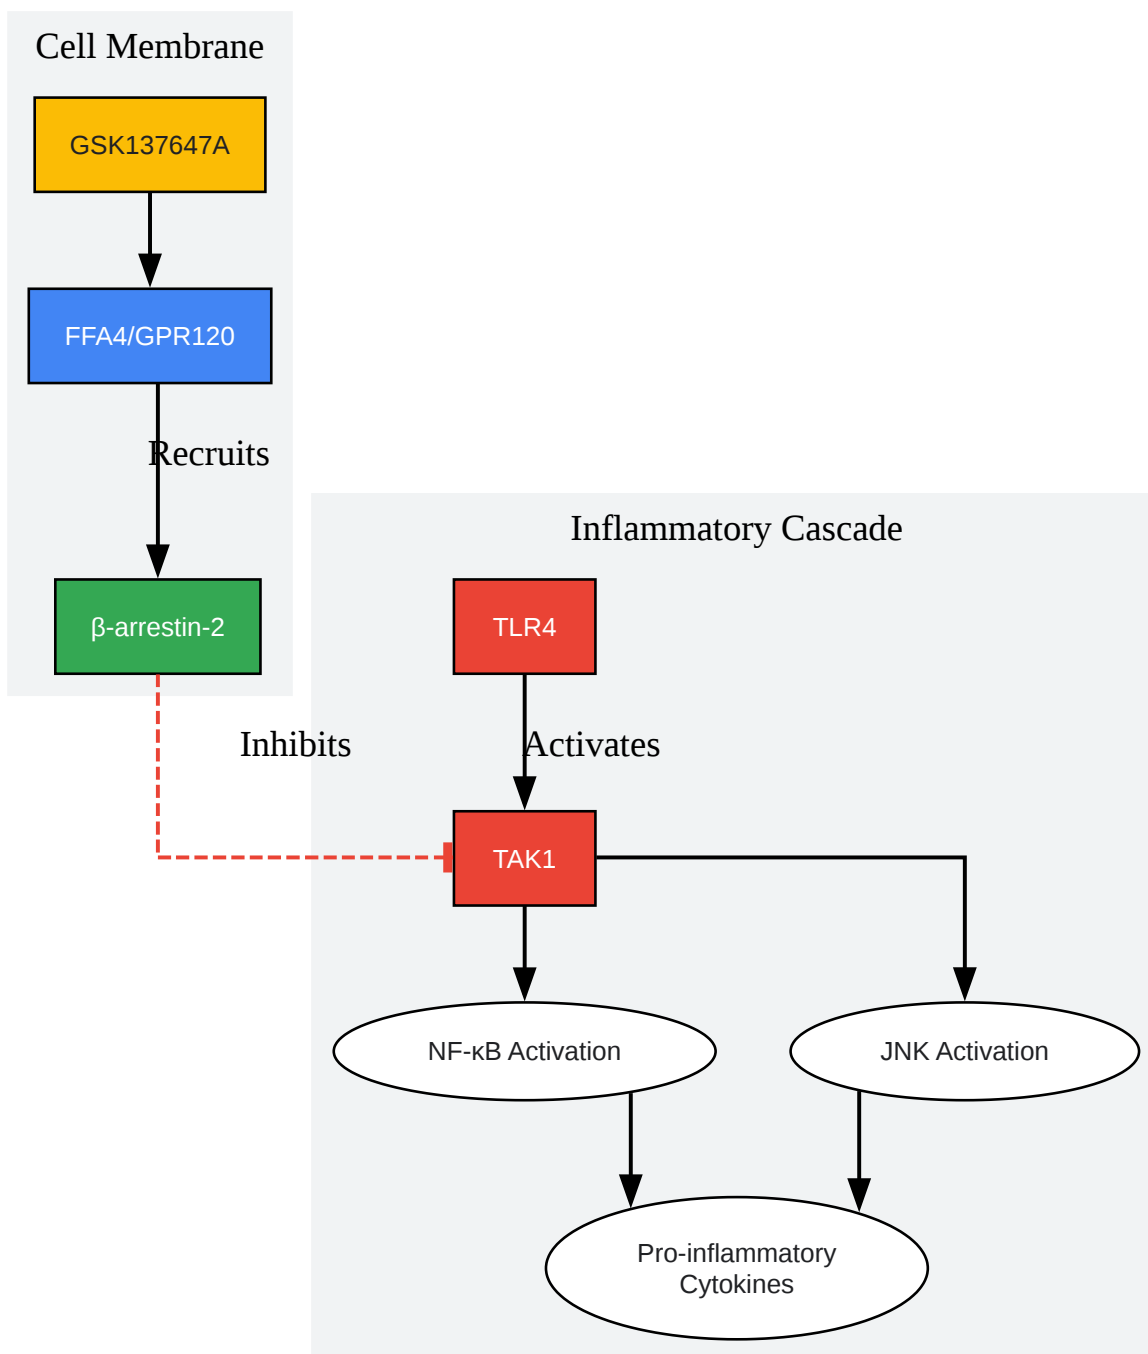 Cell Membrane
GSK137647A
FFA4/GPR120
Recruits
β-arrestin-2
Inflammatory Cascade
TLR4
Inhibits
Activates
TAK1
NF-κB Activation
JNK Activation
Pro-inflammatory
Cytokines